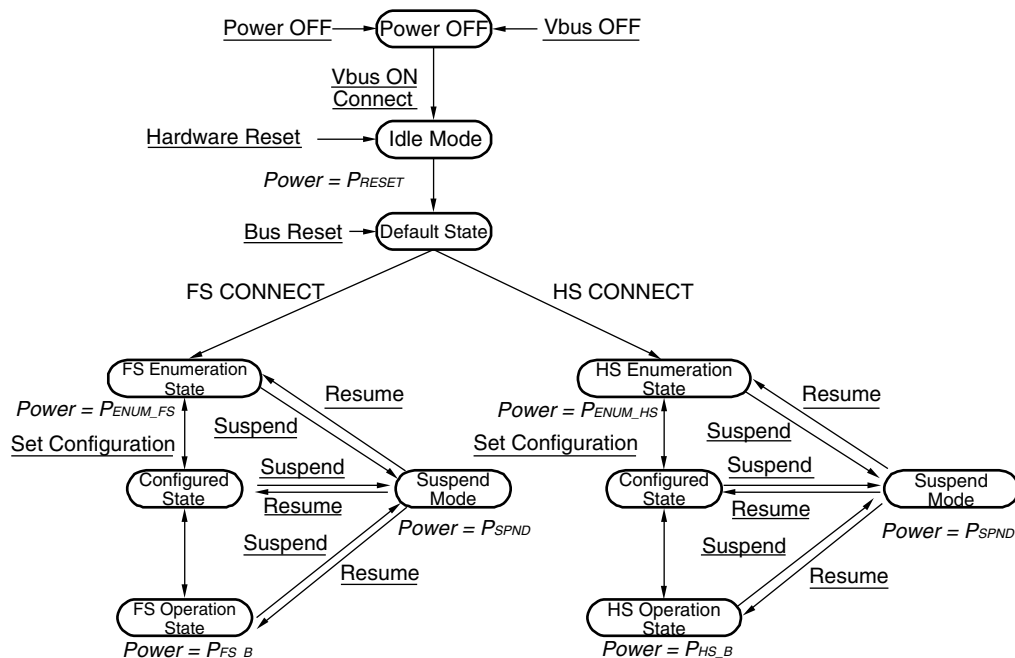 Power OFF
Power OFF
Vbus OFF
Vbus ON
Connect
Hardware Reset
Idle Mode
Power = PRESET
Bus Reset
Default State
FS CONNECT
HS CONNECT
FS Enumeration
State
Resume
Power = PENUM_FS
Suspend
Set Configuration
Configured
State
Suspend
Resume
Suspend
Mode
Power = PSPND
Suspend
Resume
FS Operation
State
Power = PFS_B
HS Enumeration
State
Resume
Power = PENUM_HS
Suspend
Set Configuration
Configured
State
Suspend
Resume
Suspend
Mode
Power = PSPND
Suspend
Resume
HS Operation
State
Power = PHS_B